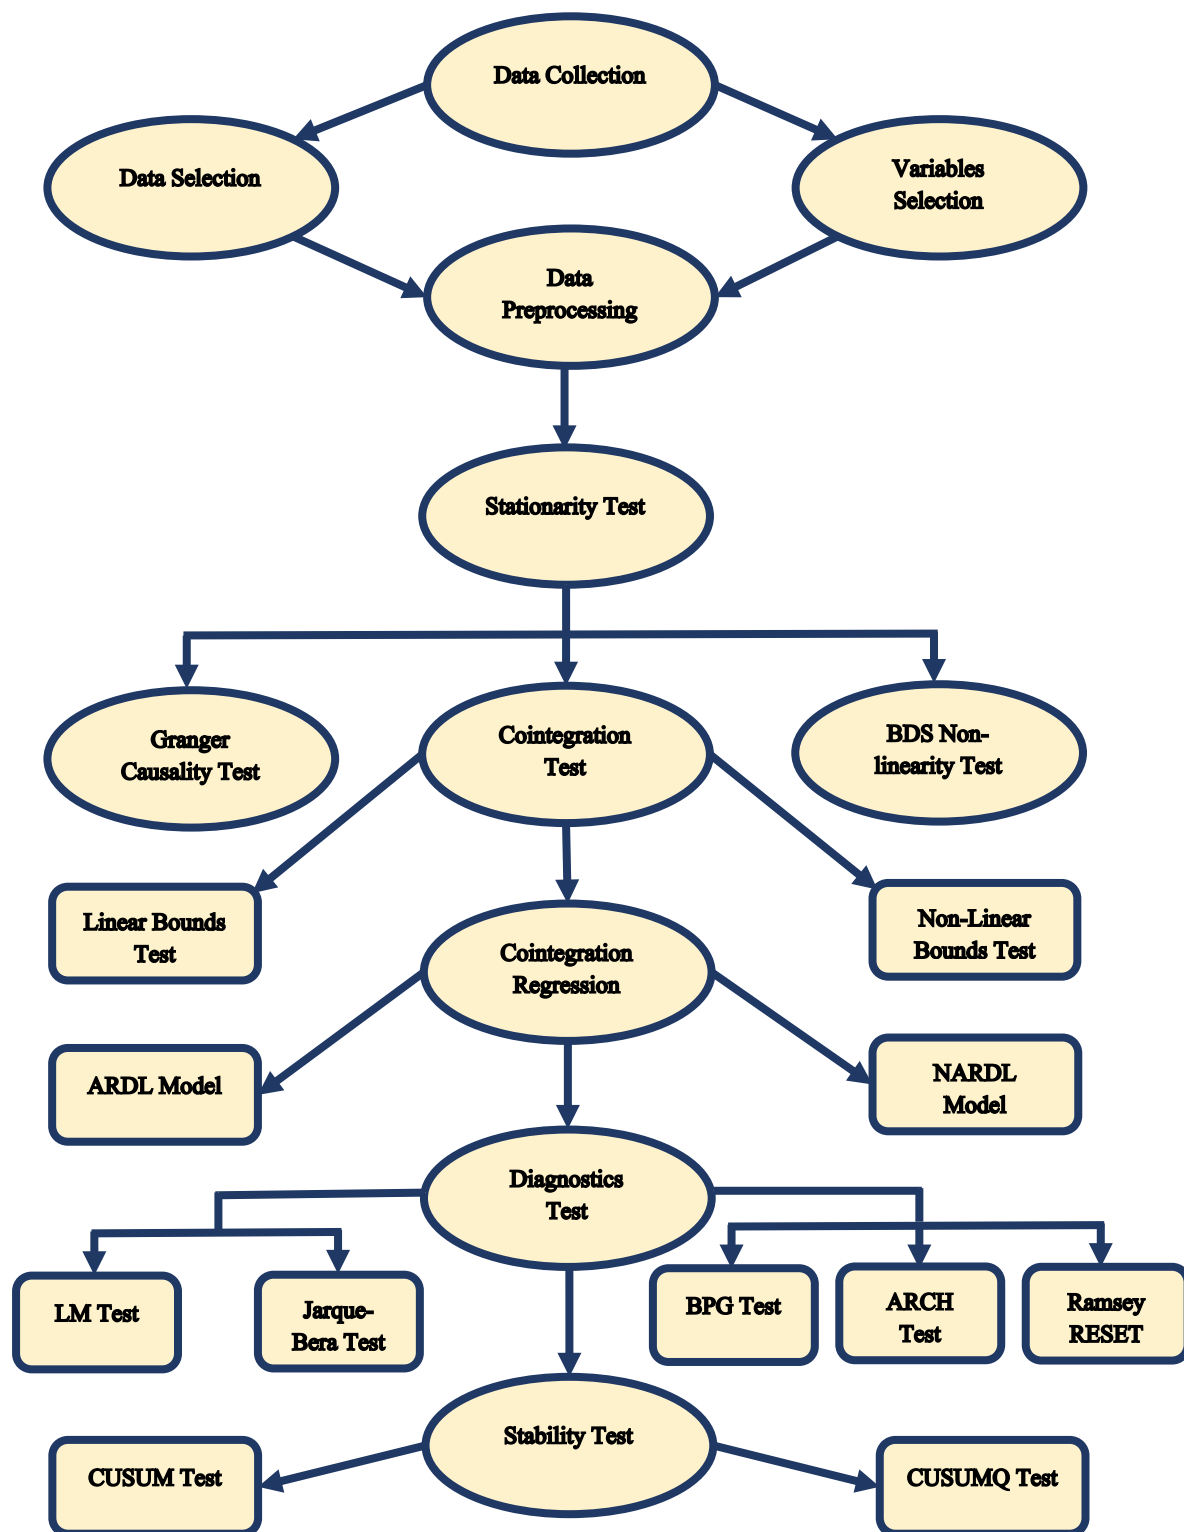 Data Collection
Data Selection
Variables
Selection
Data
Preprocessing
Stationarity Test
Granger
Causality Test
Cointegration
Test
BDS Non-
linearity Test
Linear Bounds
Test
Non-Linear
Bounds Test
Cointegration
Regression
ARDL Model
NARDL
Model
Diagnostics
Test
LM Test
Jarque-
Bera Test
BPG Test
ARCH
Test
Ramsey
RESET
Stability Test
CUSUM Test
CUSUMQ Test